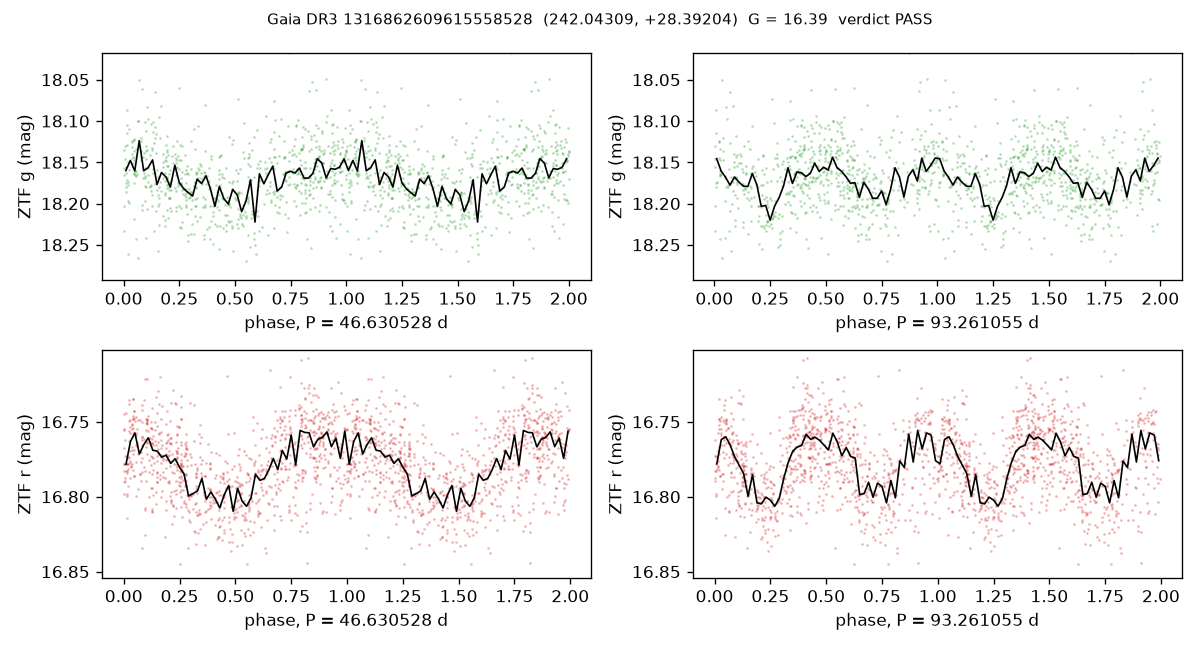 Gaia DR3 1316862609615558528 (242.04309, +28.39204) G = 16.39 verdict PASS
ZTF g (mag)
18.05
18.10
18.15
18.20
18.25
0.00 0.25 0.50 0.75 1.00 1.25 1.50 1.75 2.00
phase, P = 46.630528 d
ZTF g (mag)
18.05
18.10
18.15
18.20
18.25
0.00 0.25 0.50 0.75 1.00 1.25 1.50 1.75 2.00
phase, P = 93.261055 d
ZTF r (mag)
16.75
16.80
16.85
0.00 0.25 0.50 0.75 1.00 1.25 1.50 1.75 2.00
phase, P = 46.630528 d
ZTF r (mag)
16.75
16.80
16.85
0.00 0.25 0.50 0.75 1.00 1.25 1.50 1.75 2.00
phase, P = 93.261055 d